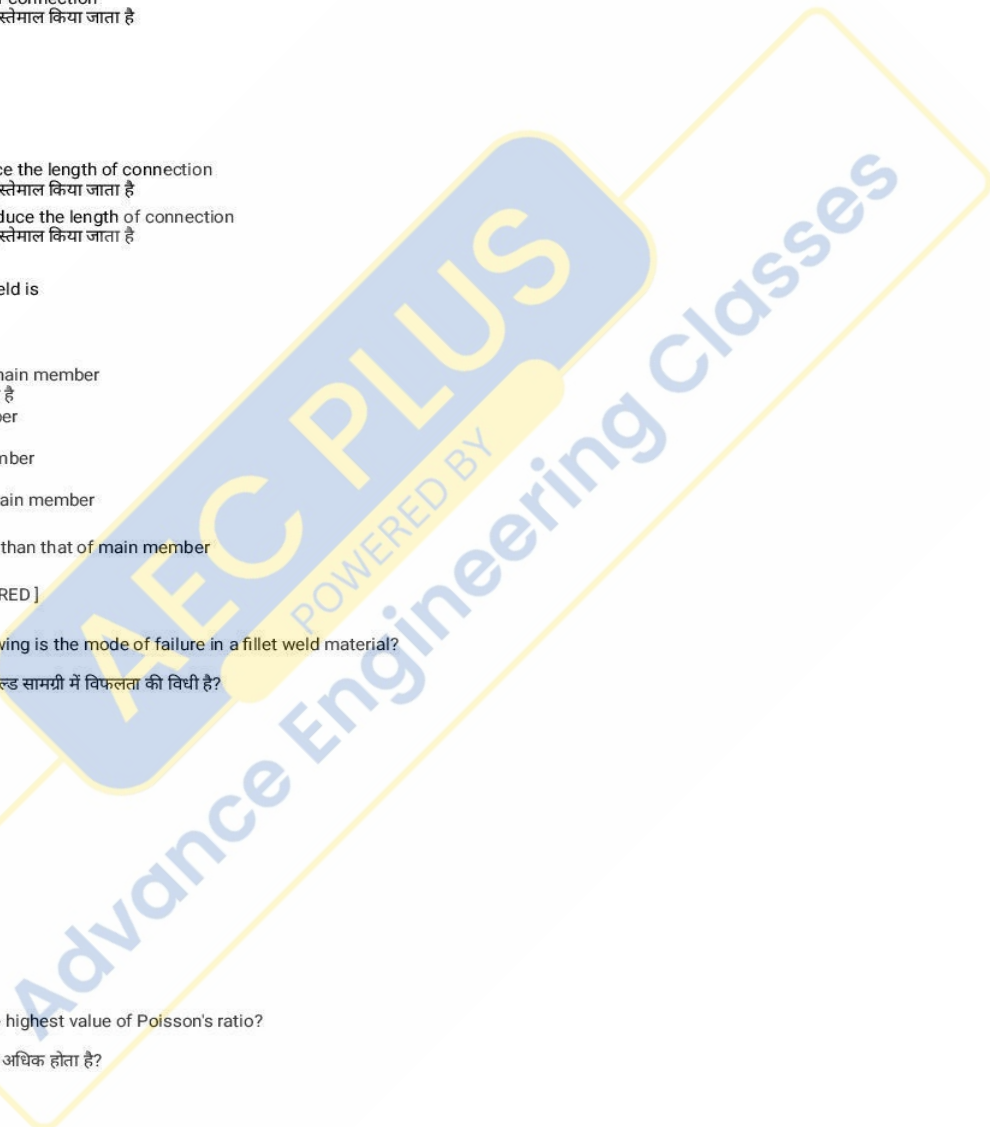 स्तेमाल किया जाता है
ce the length of connection
स्तेमाल किया जाता है
duce the length of connection
स्तेमाल किया जाता है
eld is
main member
है
er
mber
ain member
than that of main member
RED ]
wing is the mode of failure in a fillet weld material?
ल्ड सामग्री में विफलता की विधी है?
highest value of Poisson's ratio?
अधिक होता है?
AEC PLUS
POWERED BY
Advance Engineering Classes